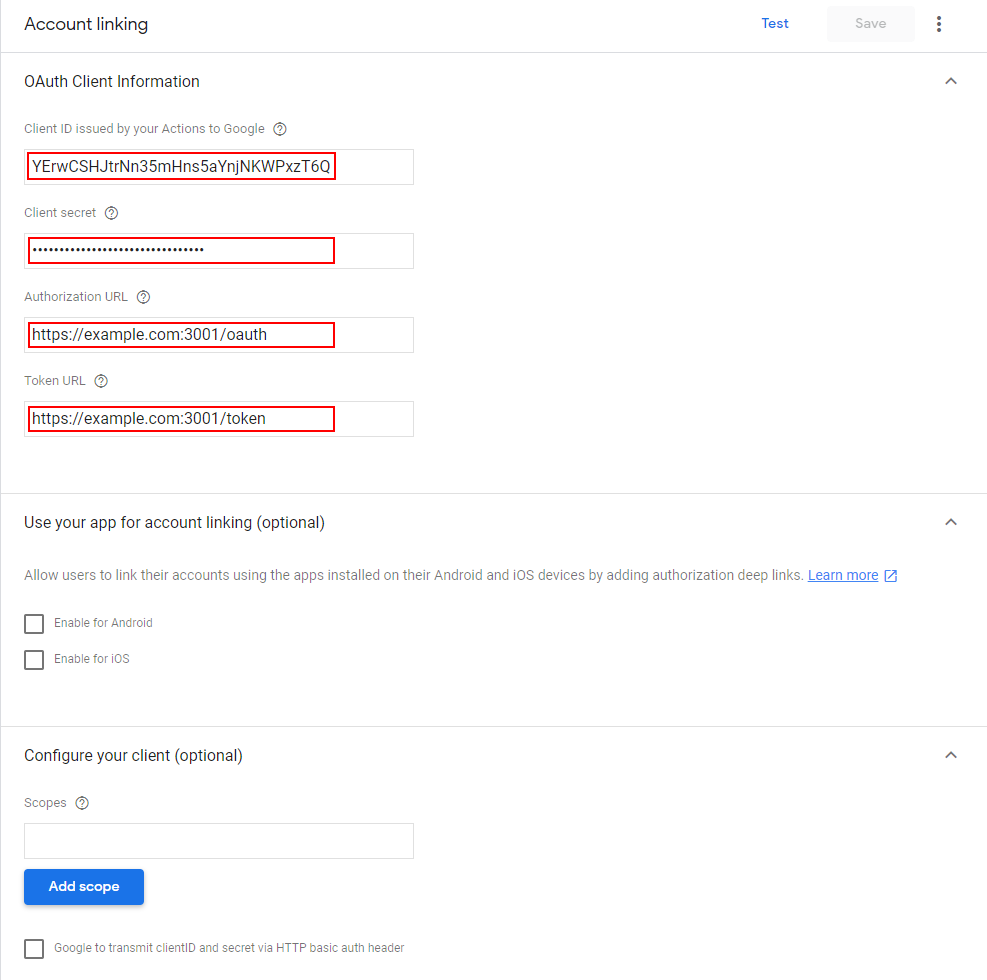 Account linking
Test
Save
OAuth Client Information
Client ID issued by your Actions to Google
YErwCSHJtrNn35mHns5aYnjNKWPxzT6Q
Client secret
••••••••••••••••••••••••••••••••
Authorization URL
https://example.com:3001/oauth
Token URL
https://example.com:3001/token
Use your app for account linking (optional)
Allow users to link their accounts using the apps installed on their Android and iOS devices by adding authorization deep links. Learn more
Enable for Android
Enable for iOS
Configure your client (optional)
Scopes
Add scope
Google to transmit clientID and secret via HTTP basic auth header